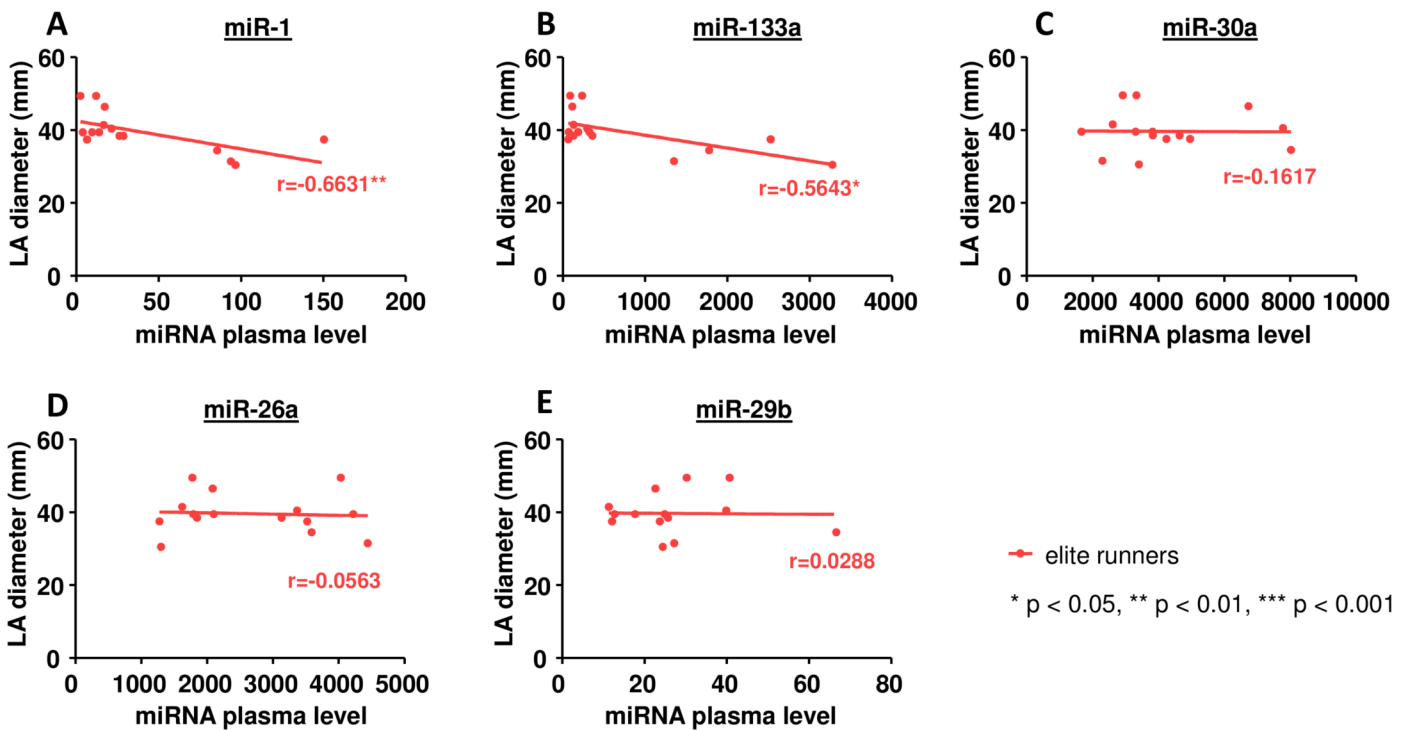 A
miR-1
LA diameter (mm)
60
40
20
0
r=-0.6631**
0 50 100 150 200
miRNA plasma level
B
miR-133a
LA diameter (mm)
60
40
20
0
r=-0.5643*
0 1000 2000 3000 4000
miRNA plasma level
C
miR-30a
LA diameter (mm)
60
40
20
0
r=-0.1617
0 2000 4000 6000 8000 10000
miRNA plasma level
D
miR-26a
LA diameter (mm)
60
40
20
0
r=-0.0563
0 1000 2000 3000 4000 5000
miRNA plasma level
E
miR-29b
LA diameter (mm)
60
40
20
0
r=0.0288
0 20 40 60 80
miRNA plasma level
elite runners
* p < 0.05, ** p < 0.01, *** p < 0.001